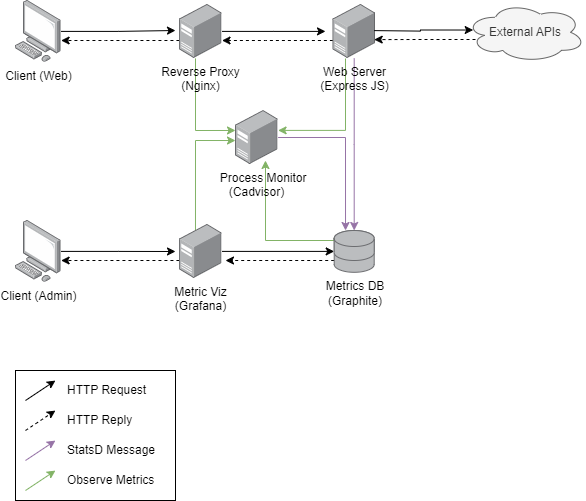 External APIs
Client (Web)
Reverse Proxy
(Nginx)
Web Server
(Express JS)
Process Monitor
(Cadvisor)
Client (Admin)
Metric Viz
(Grafana)
Metrics DB
(Graphite)
HTTP Request
HTTP Reply
StatsD Message
Observe Metrics